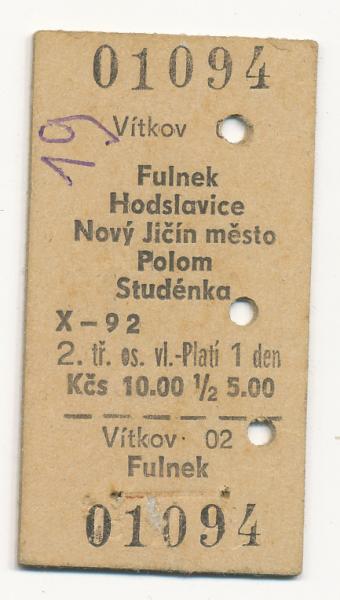 01094
19
Vítkov
Fulnek
Hodslavice
Nový Jičín město
Polom
Studénka
X-92
2. tř. os. vl.-Platí 1 den
Kčs 10.00 ½ 5.00
Vítkov 02
Fulnek
01094